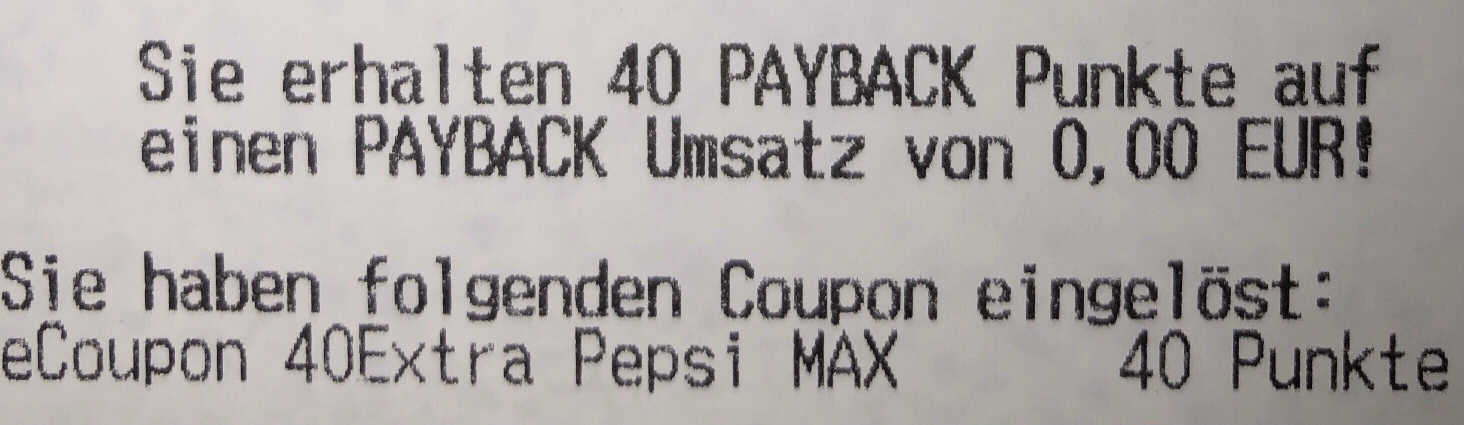 Sie erhalten 40 PAYBACK Punkte auf
einen PAYBACK Umsatz von 0,00 EUR!
Sie haben folgenden Coupon eingelöst:
eCoupon 40Extra Pepsi MAX 40 Punkte